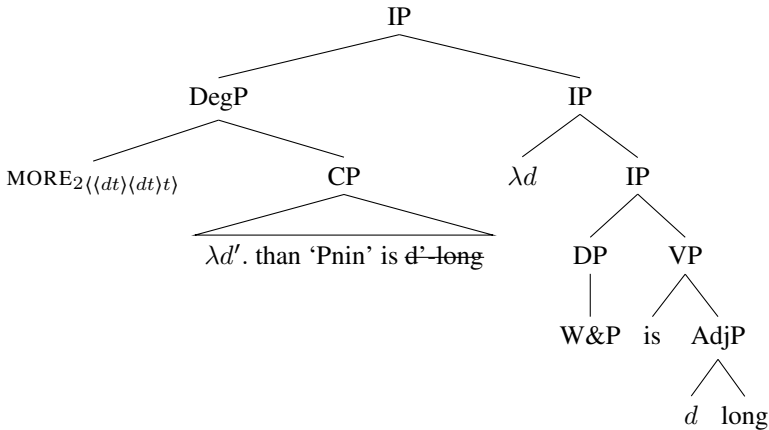 IP
DegP IP
MORE2⟨⟨dt⟩⟨dt⟩t⟩ CP λd IP
λd′. than ‘Pnin’ is d’-long DP VP
W&P is AdjP
d long